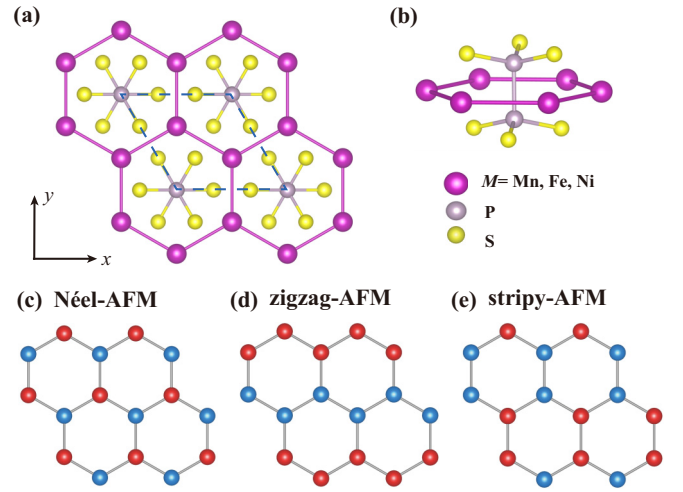 (a)
(b)
y
x
M= Mn, Fe, Ni
P
S
(c) Néel-AFM
(d) zigzag-AFM
(e) stripy-AFM